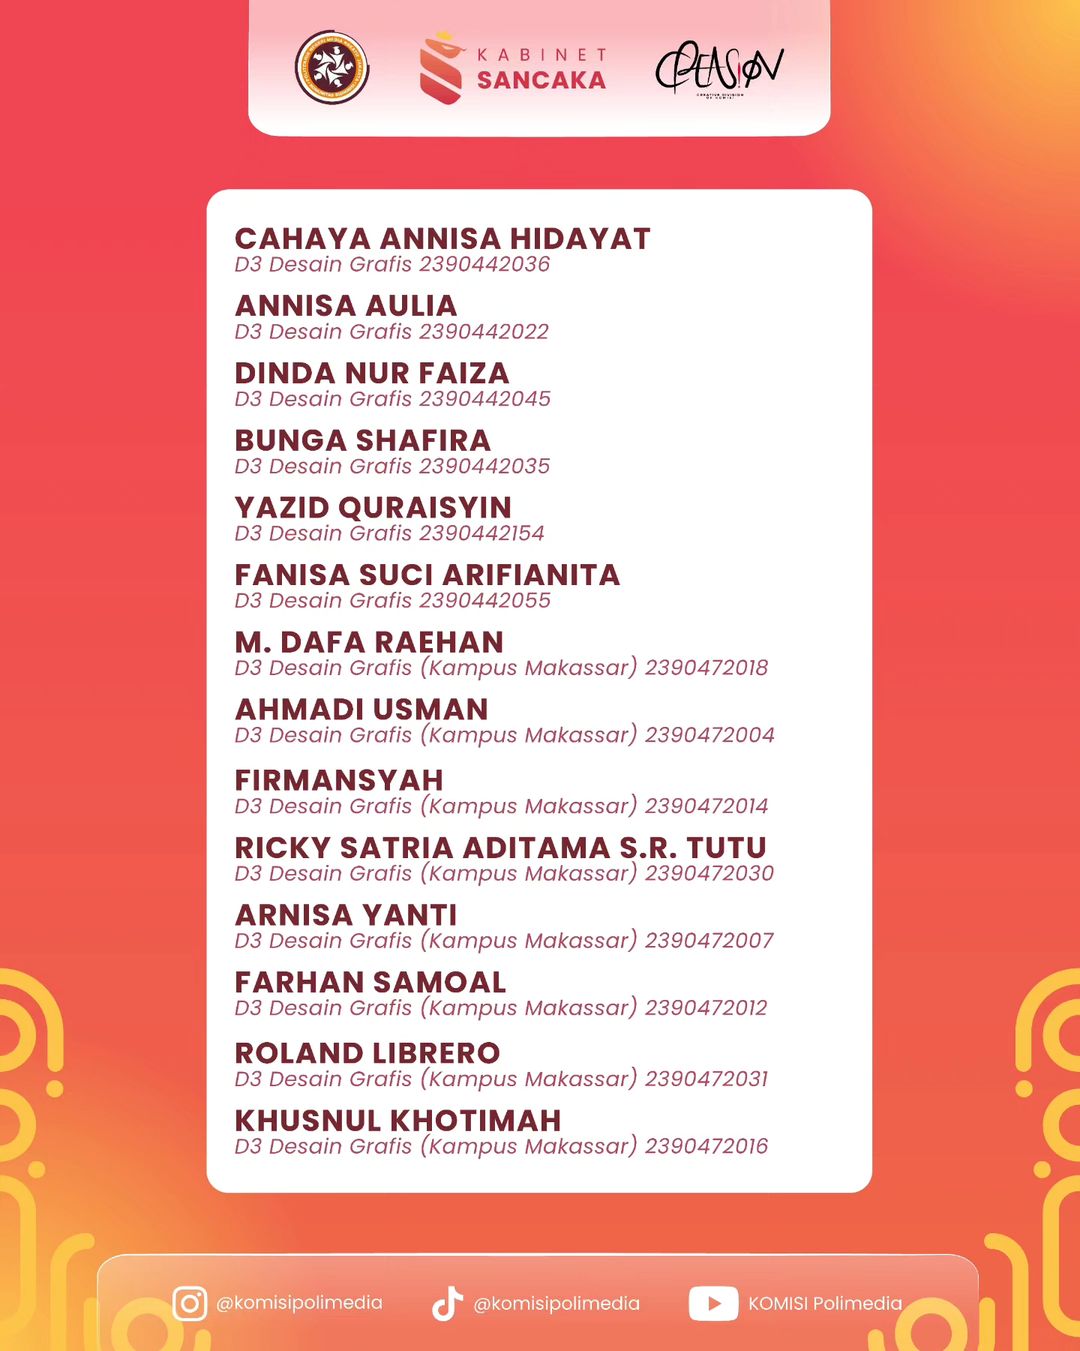 KABINET
SANCAKA
CREASION
CREATIVE DIVISION
OF KOMISI
CAHAYA ANNISA HIDAYAT
D3 Desain Grafis 2390442036
ANNISA AULIA
D3 Desain Grafis 2390442022
DINDA NUR FAIZA
D3 Desain Grafis 2390442045
BUNGA SHAFIRA
D3 Desain Grafis 2390442035
YAZID QURAISYIN
D3 Desain Grafis 2390442154
FANISA SUCI ARIFIANITA
D3 Desain Grafis 2390442055
M. DAFA RAEHAN
D3 Desain Grafis (Kampus Makassar) 2390472018
AHMADI USMAN
D3 Desain Grafis (Kampus Makassar) 2390472004
FIRMANSYAH
D3 Desain Grafis (Kampus Makassar) 2390472014
RICKY SATRIA ADITAMA S.R. TUTU
D3 Desain Grafis (Kampus Makassar) 2390472030
ARNISA YANTI
D3 Desain Grafis (Kampus Makassar) 2390472007
FARHAN SAMOAL
D3 Desain Grafis (Kampus Makassar) 2390472012
ROLAND LIBRERO
D3 Desain Grafis (Kampus Makassar) 2390472031
KHUSNUL KHOTIMAH
D3 Desain Grafis (Kampus Makassar) 2390472016
@komisipolimedia
@komisipolimedia
KOMISI Polimedia